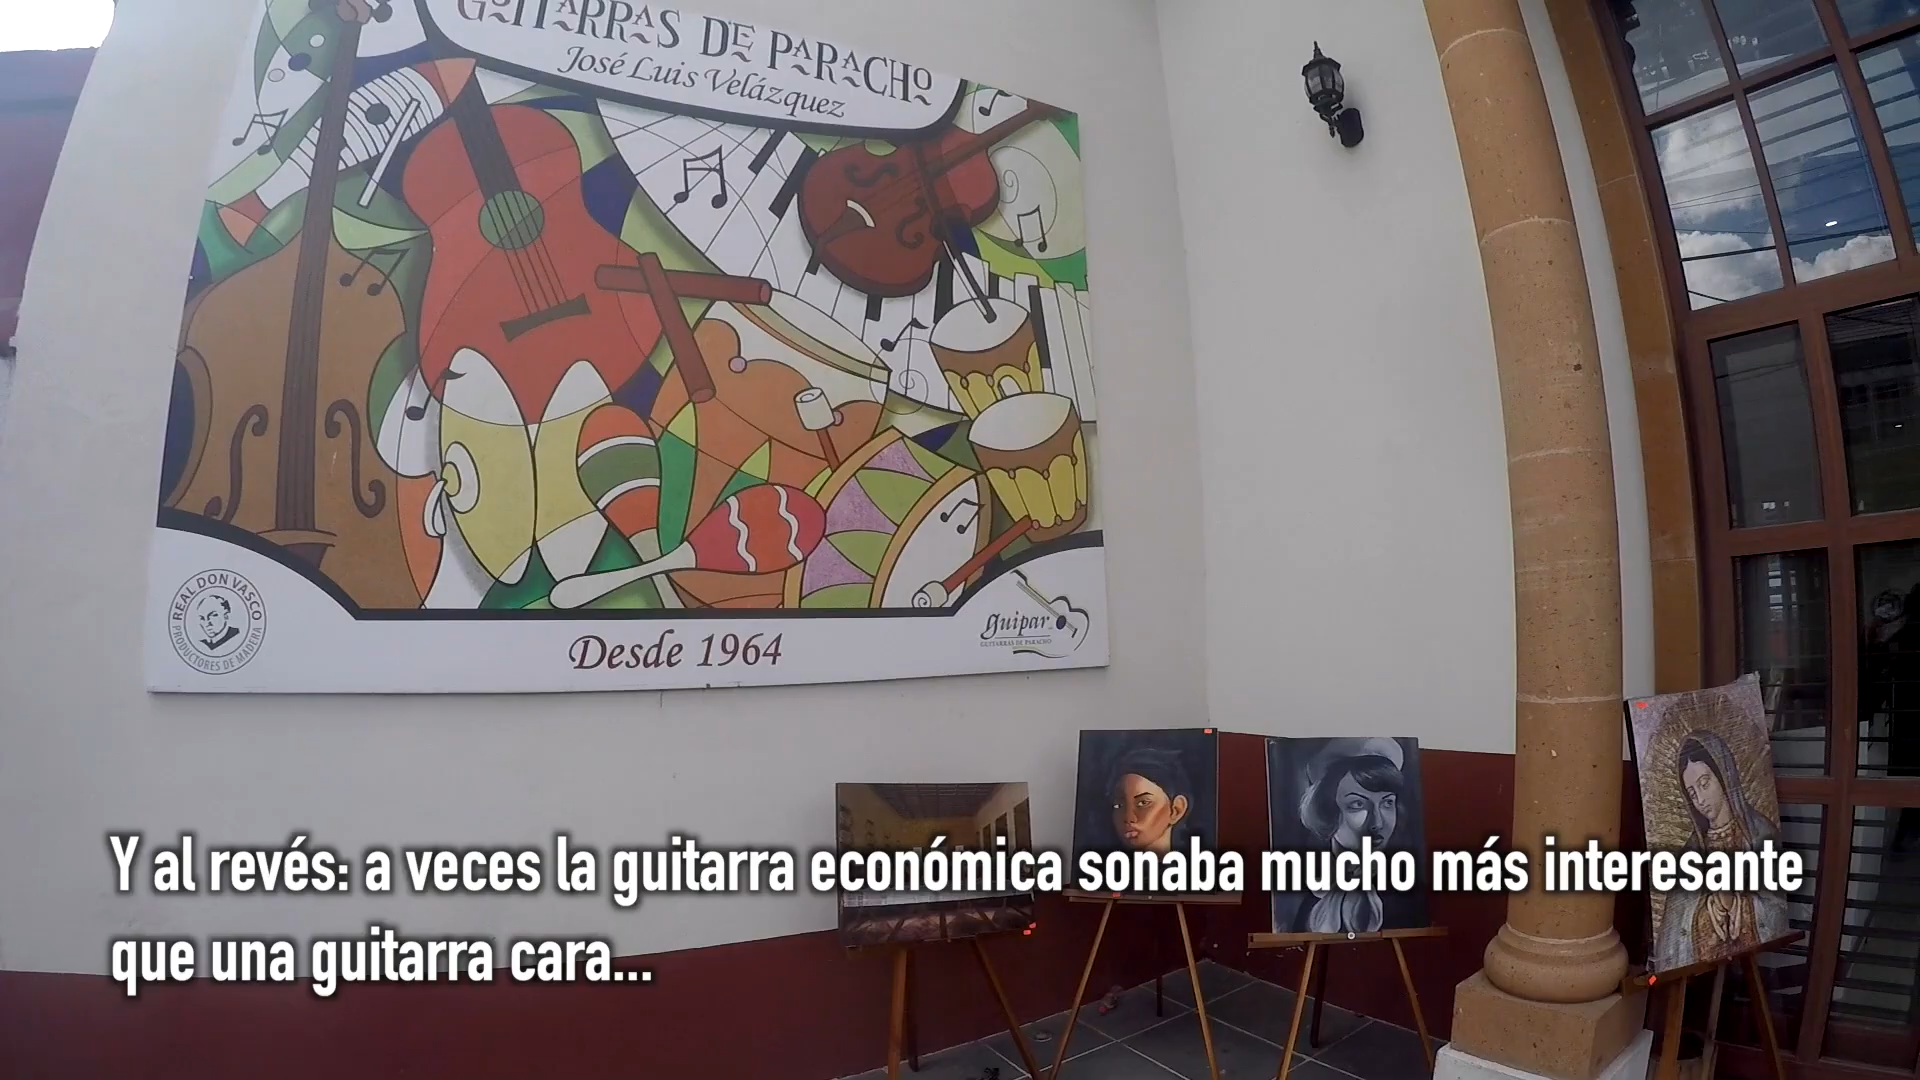 GUITARRAS DE PARACHO
José Luis Velázquez
REAL DON VASCO
PRODUCTORES DE MADERA
Desde 1964
guipar
GUITARRAS DE PARACHO
Y al revés: a veces la guitarra económica sonaba mucho más interesante
que una guitarra cara...